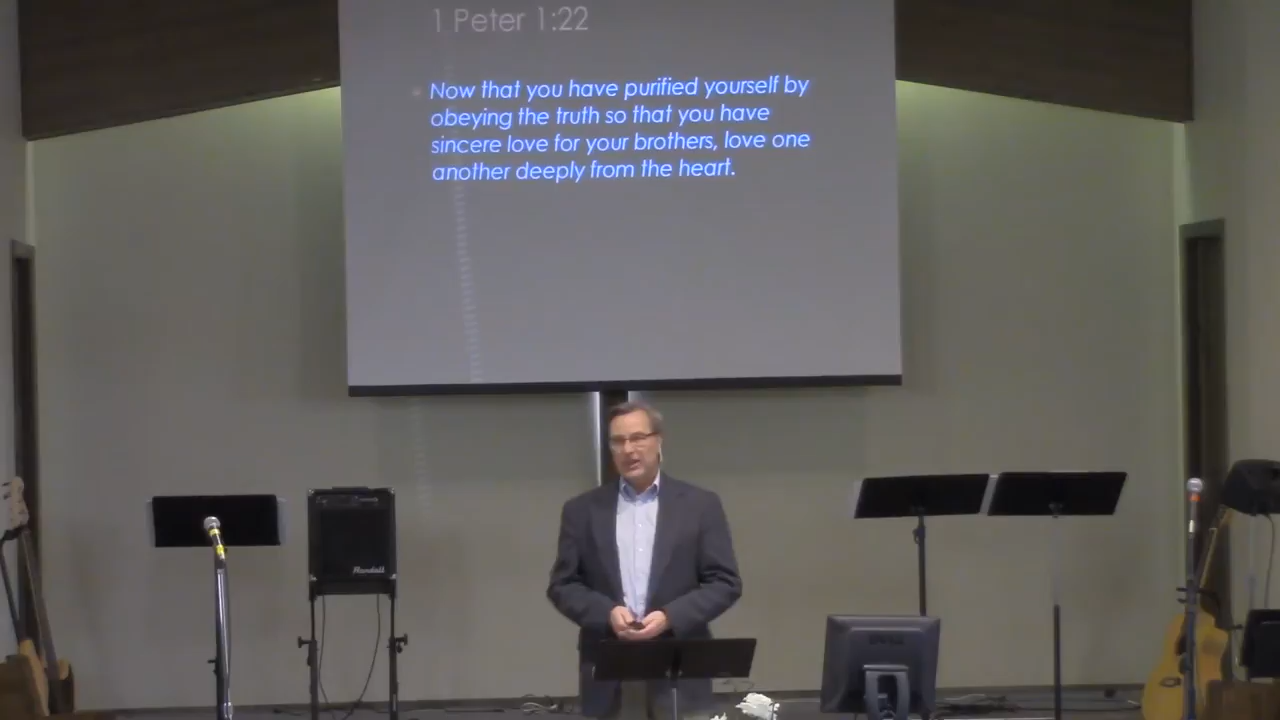 1 Peter 1:22
Now that you have purified yourself by
obeying the truth so that you have
sincere love for your brothers, love one
another deeply from the heart.
Randall
DELL